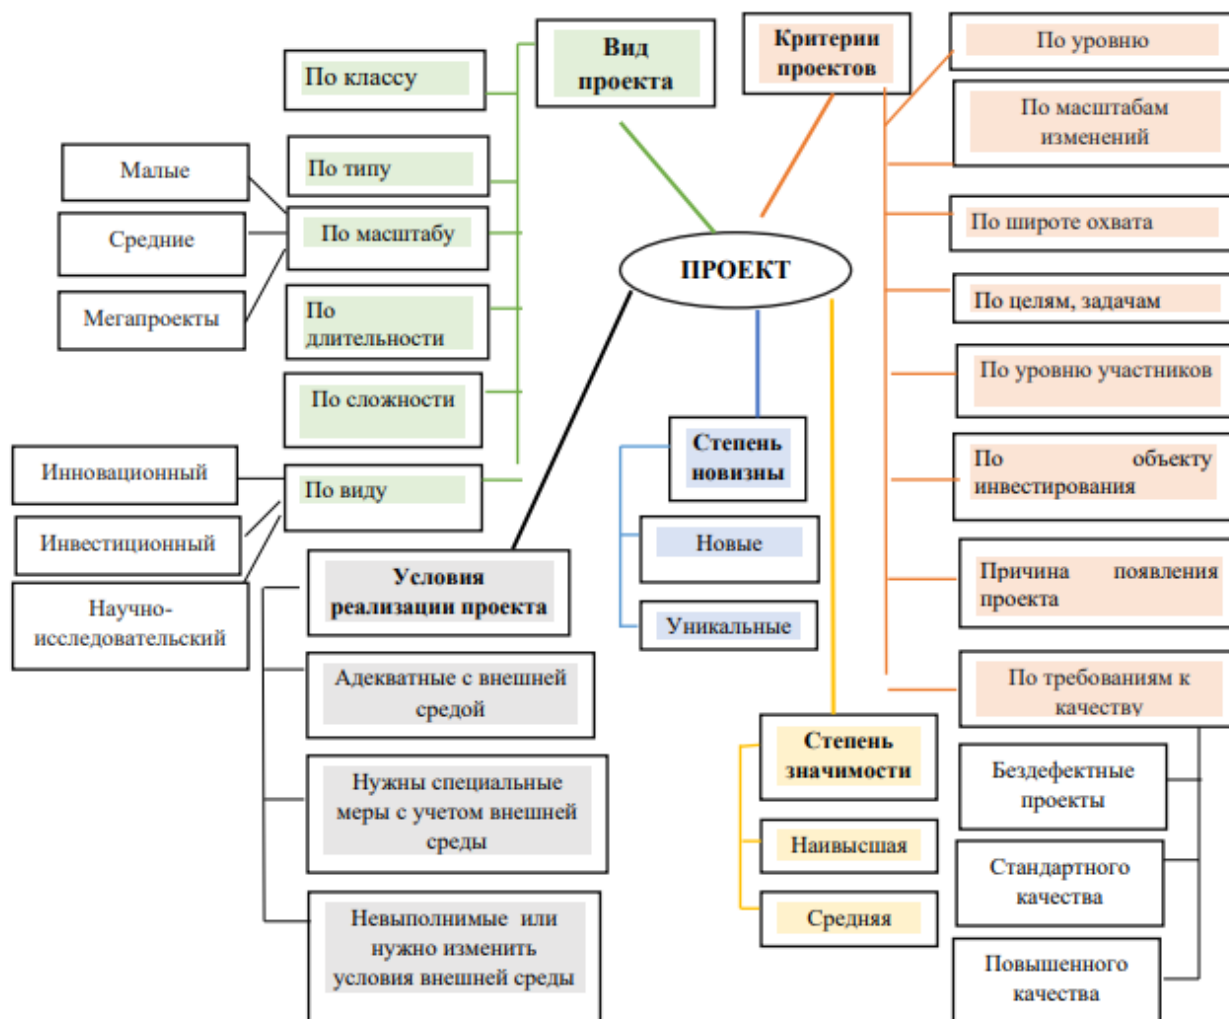 Вид
проекта
Критерии
проектов
По уровню
По классу
По масштабам
изменений
Малые
По типу
Средние
По масштабу
По широте охвата
ПРОЕКТ
Мегапроекты
По
длительности
По целям, задачам
По сложности
По уровню участников
Степень
новизны
Инновационный
По виду
По объекту
инвестирования
Инвестиционный
Новые
Научно-
исследовательский
Условия
реализации проекта
Причина появления
проекта
Уникальные
Адекватные с внешней
средой
По требованиям к
качеству
Степень
значимости
Нужны специальные
меры с учетом внешней
среды
Бездефектные
проекты
Наивысшая
Стандартного
качества
Средняя
Невыполнимые или
нужно изменить
условия внешней среды
Повышенного
качества